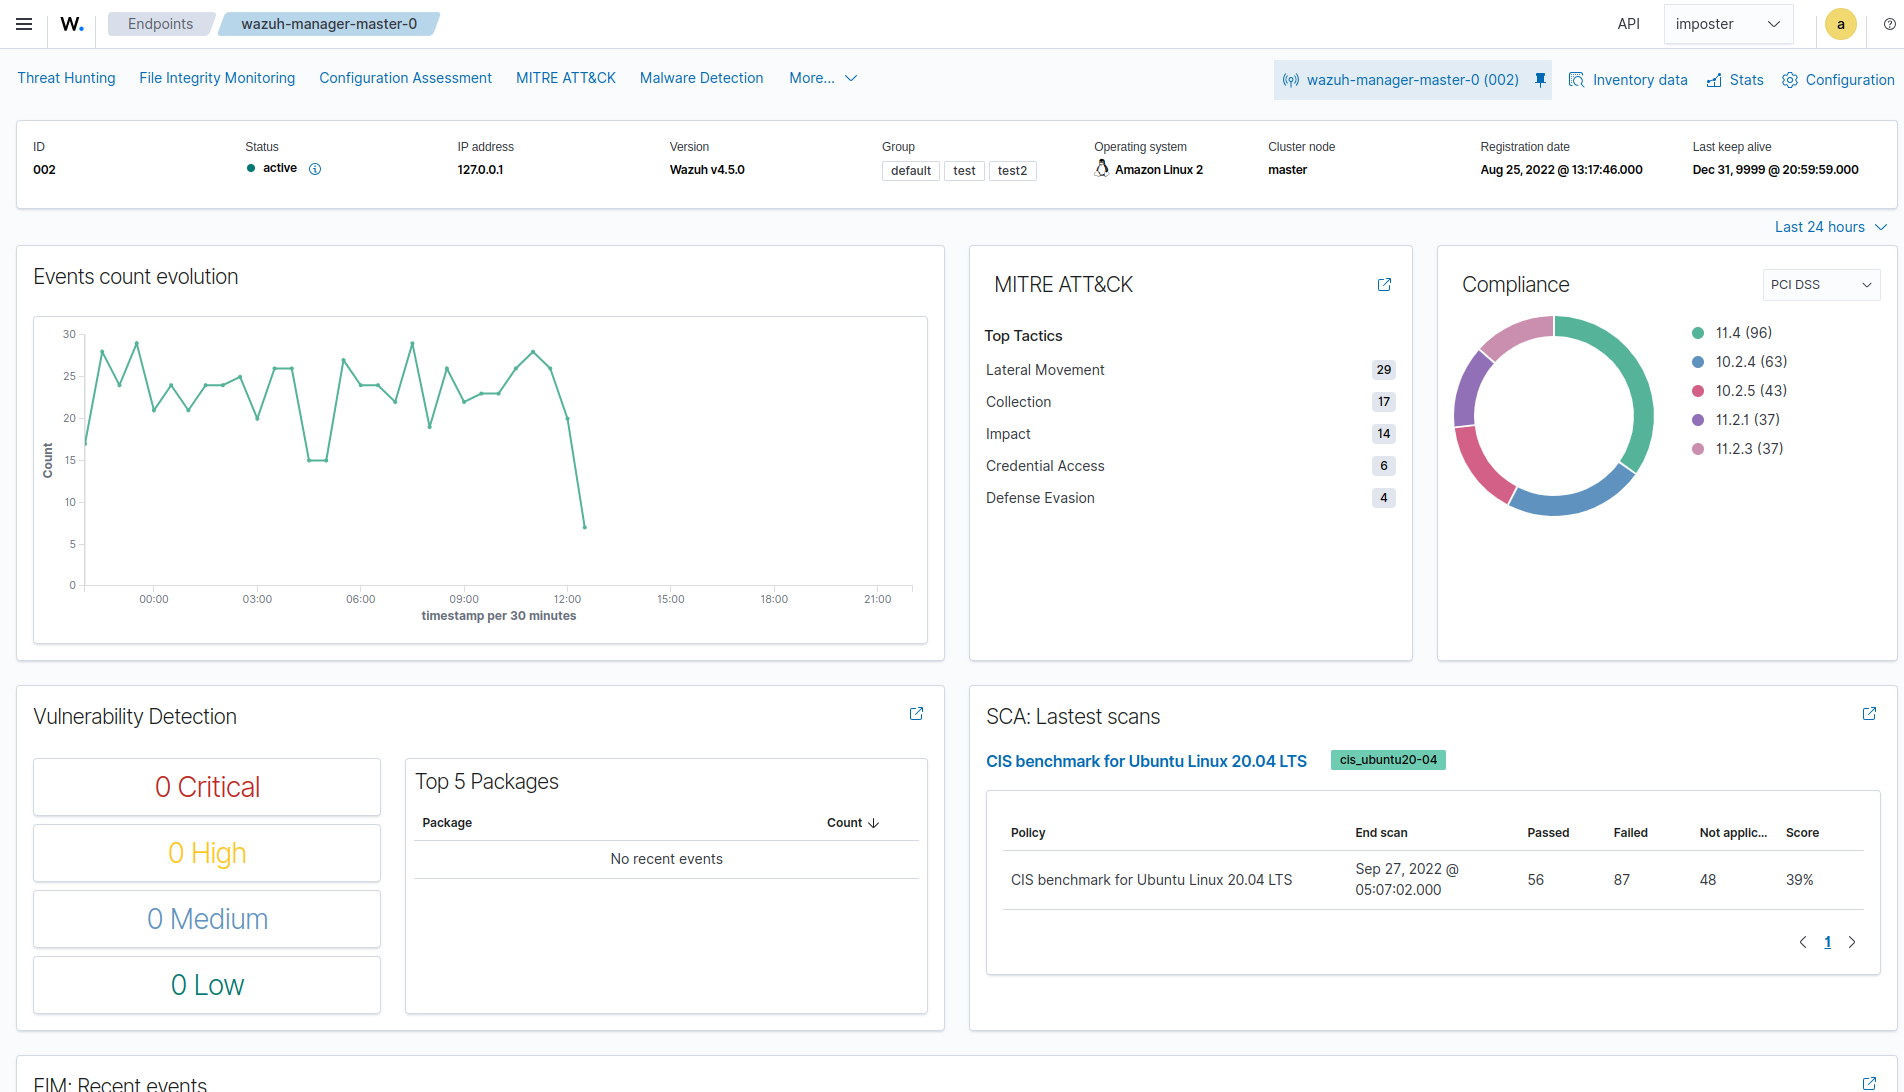 W.
Endpoints
wazuh-manager-master-0
API
imposter
a
Threat Hunting
File Integrity Monitoring
Configuration Assessment
MITRE ATT&CK
Malware Detection
More...
wazuh-manager-master-0 (002)
Inventory data
Stats
Configuration
ID
002
Status
active
IP address
127.0.0.1
Version
Wazuh v4.5.0
Group
default
test
test2
Operating system
Amazon Linux 2
Cluster node
master
Registration date
Aug 25, 2022 @ 13:17:46.000
Last keep alive
Dec 31, 9999 @ 20:59:59.000
Last 24 hours
Events count evolution
30
25
20
15
10
5
0
Count
00:00
03:00
06:00
09:00
12:00
15:00
18:00
21:00
timestamp per 30 minutes
MITRE ATT&CK
Top Tactics
Lateral Movement 29
Collection 17
Impact 14
Credential Access 6
Defense Evasion 4
Compliance
PCI DSS
11.4 (96)
10.2.4 (63)
10.2.5 (43)
11.2.1 (37)
11.2.3 (37)
Vulnerability Detection
0 Critical
0 High
0 Medium
0 Low
Top 5 Packages
Package Count
No recent events
SCA: Lastest scans
CIS benchmark for Ubuntu Linux 20.04 LTS
cis_ubuntu20-04
Policy End scan Passed Failed Not applic... Score
CIS benchmark for Ubuntu Linux 20.04 LTS Sep 27, 2022 @ 05:07:02.000 56 87 48 39%
1
FIM: Recent events